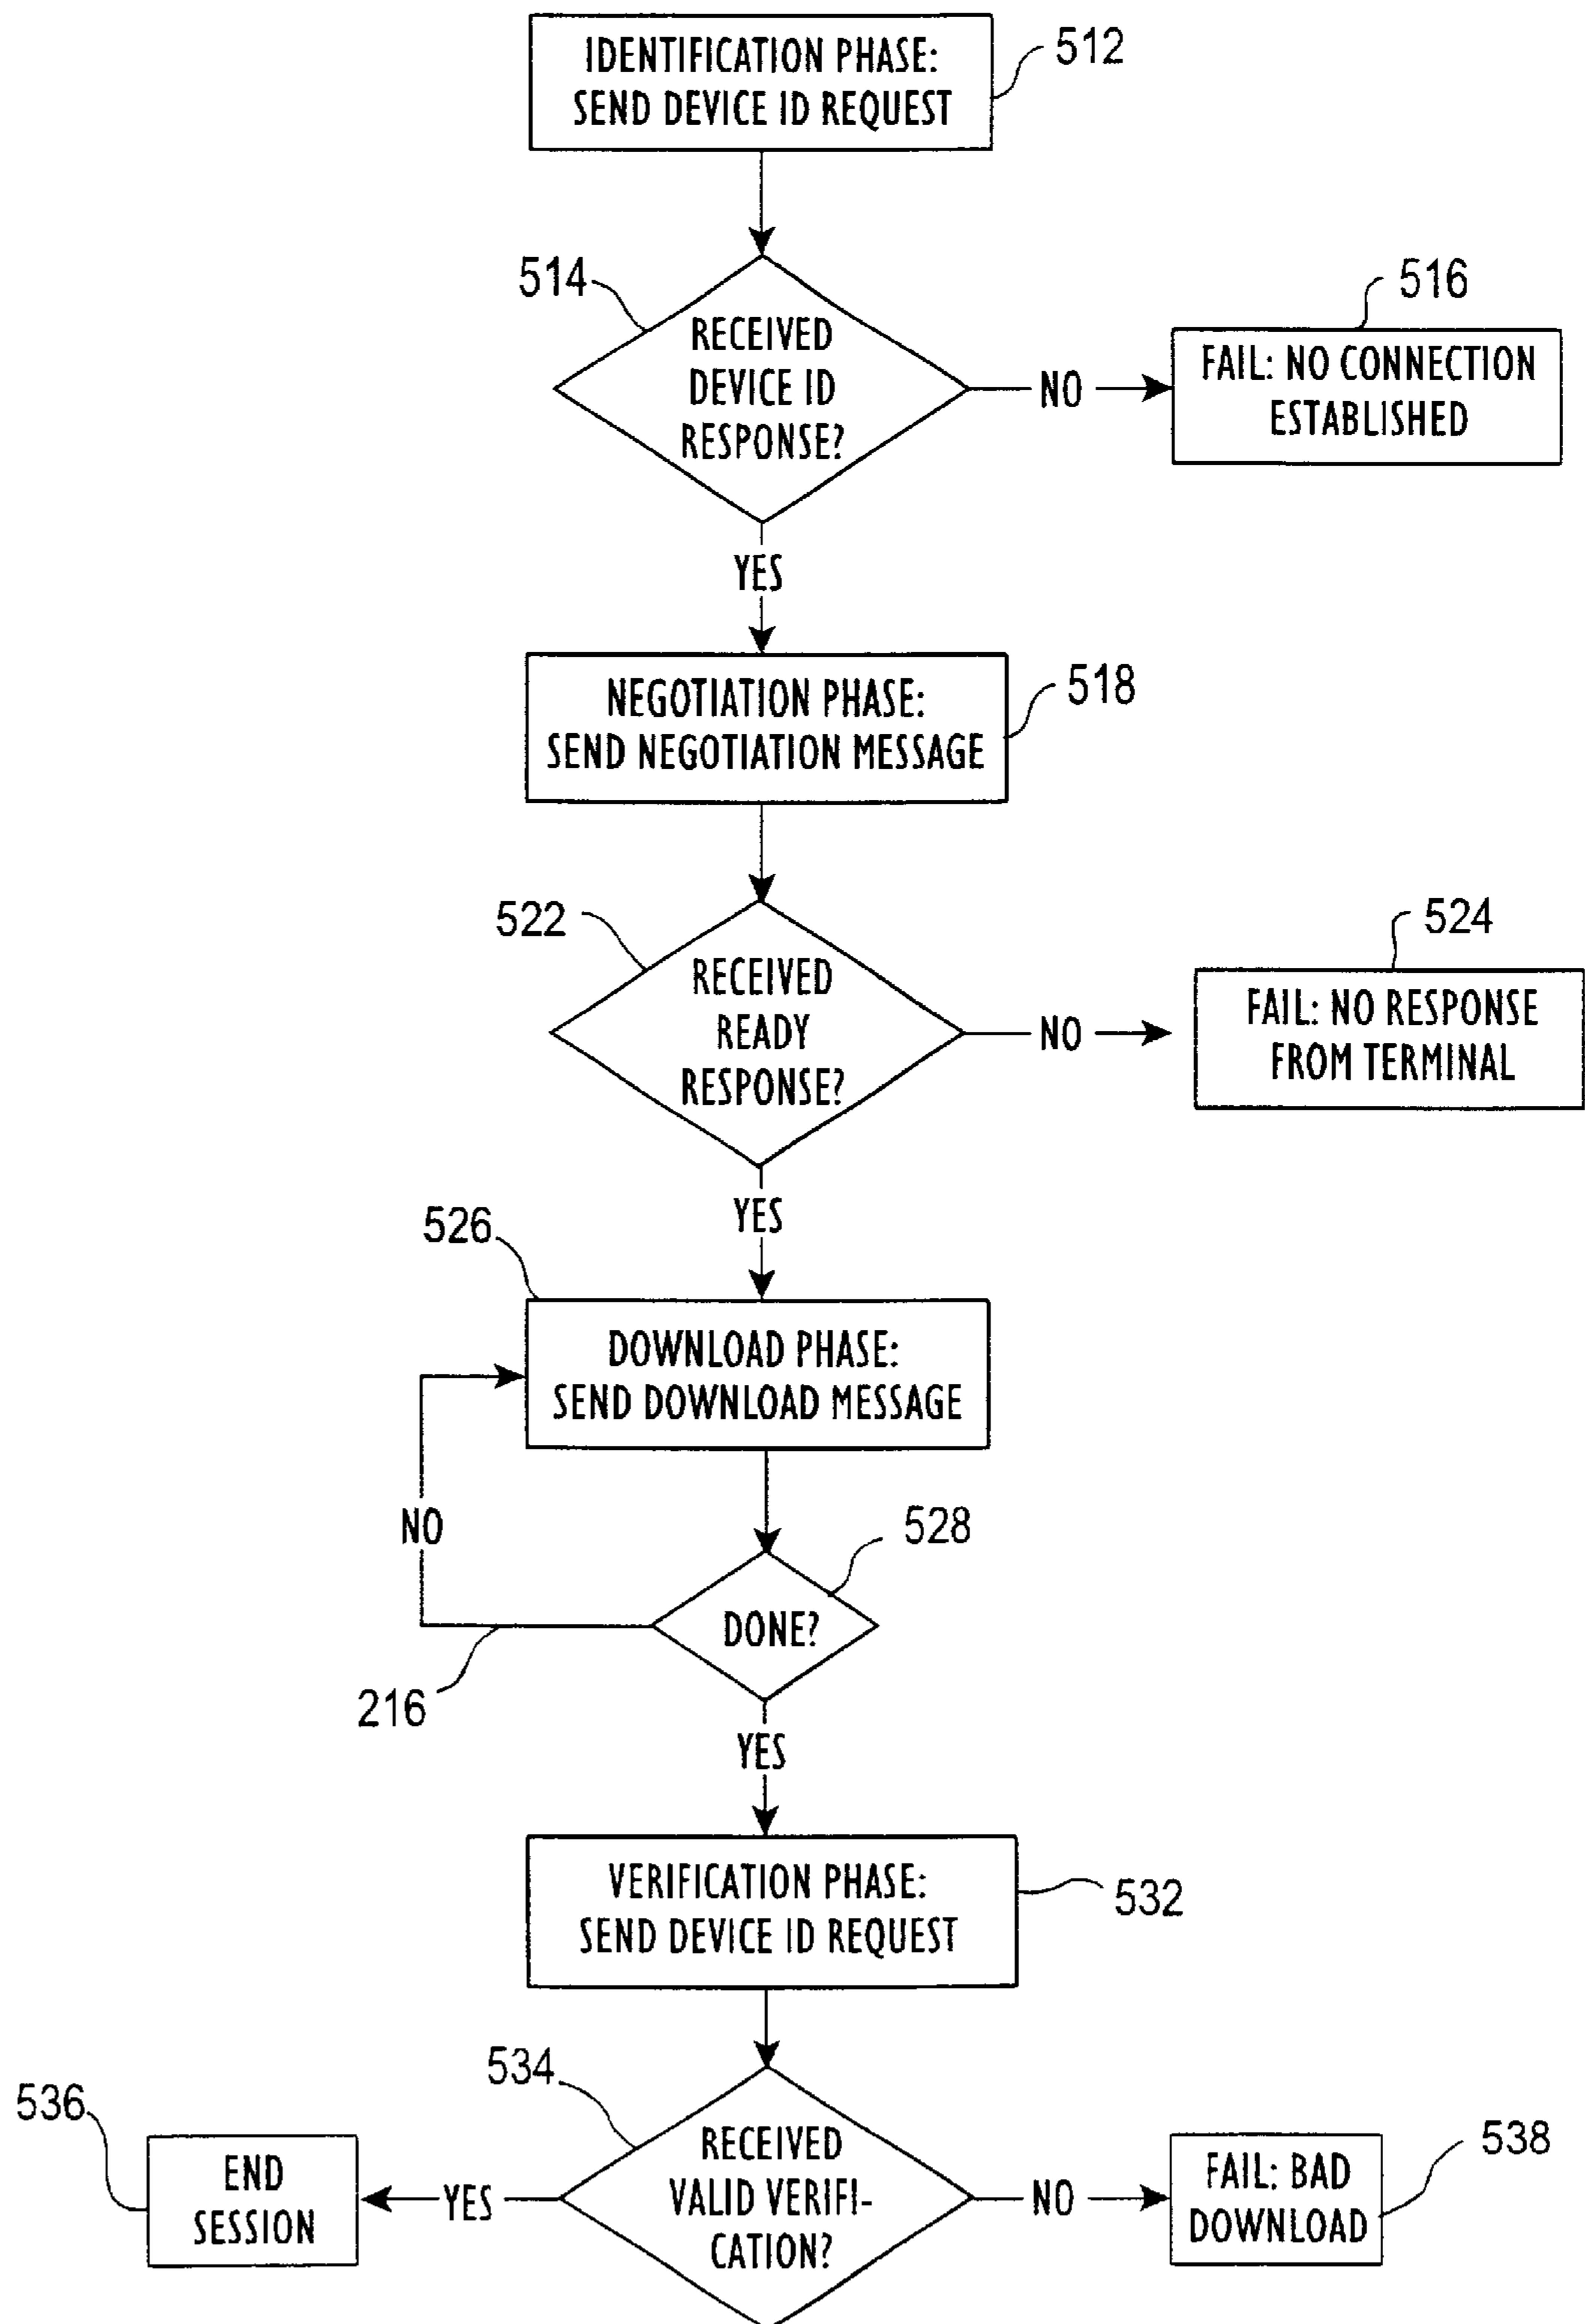 IDENTIFICATION PHASE:
SEND DEVICE ID REQUEST
512
514
RECEIVED
DEVICE ID
RESPONSE?
NO
516
FAIL: NO CONNECTION
ESTABLISHED
YES
NEGOTIATION PHASE:
SEND NEGOTIATION MESSAGE
518
522
RECEIVED
READY
RESPONSE?
NO
524
FAIL: NO RESPONSE
FROM TERMINAL
YES
526
DOWNLOAD PHASE:
SEND DOWNLOAD MESSAGE
NO
528
DONE?
216
YES
VERIFICATION PHASE:
SEND DEVICE ID REQUEST
532
534
536
END
SESSION
YES
RECEIVED
VALID VERIFI-
CATION?
NO
FAIL: BAD
DOWNLOAD
538